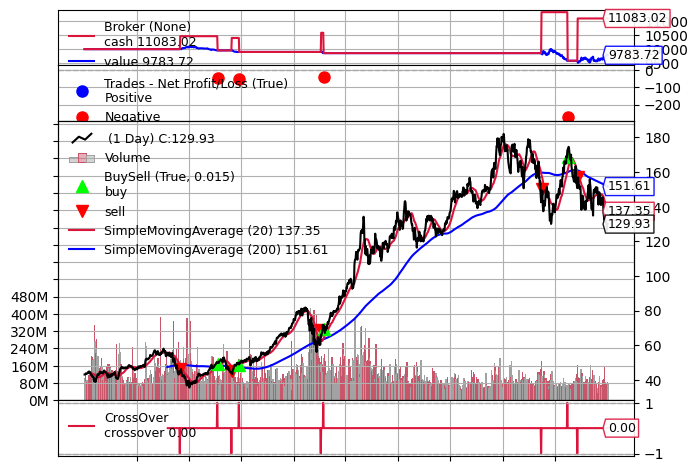 Broker (None)
cash 11083.02
value 9783.72
11083.02
10500
9783.72
Trades - Net Profit/Loss (True)
Positive
Negative
0
−100
−200
(1 Day) C:129.93
Volume
BuySell (True, 0.015)
buy
sell
SimpleMovingAverage (20) 137.35
SimpleMovingAverage (200) 151.61
180
160
151.61
140
137.35
129.93
120
100
80
60
40
480M
400M
320M
240M
160M
80M
0M
CrossOver
crossover 0.00
1
0.00
−1